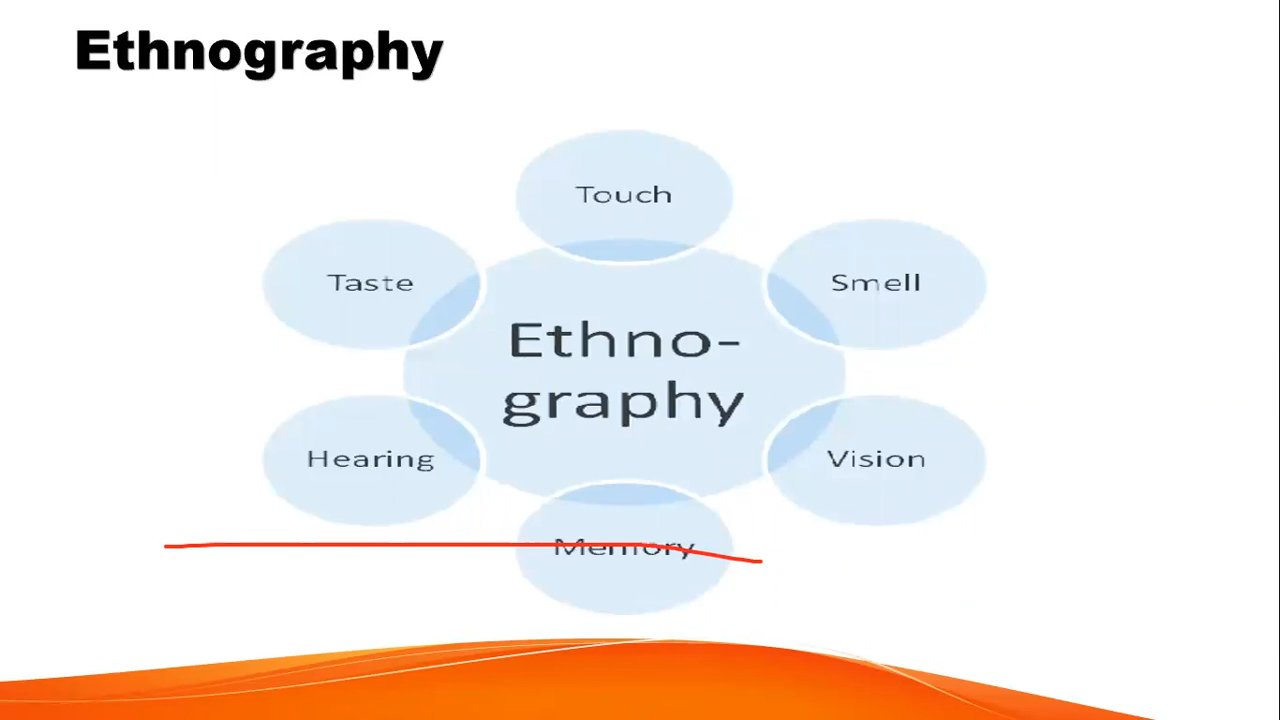 Ethnography
Touch
Taste
Smell
Ethno-
graphy
Hearing
Vision
Memory